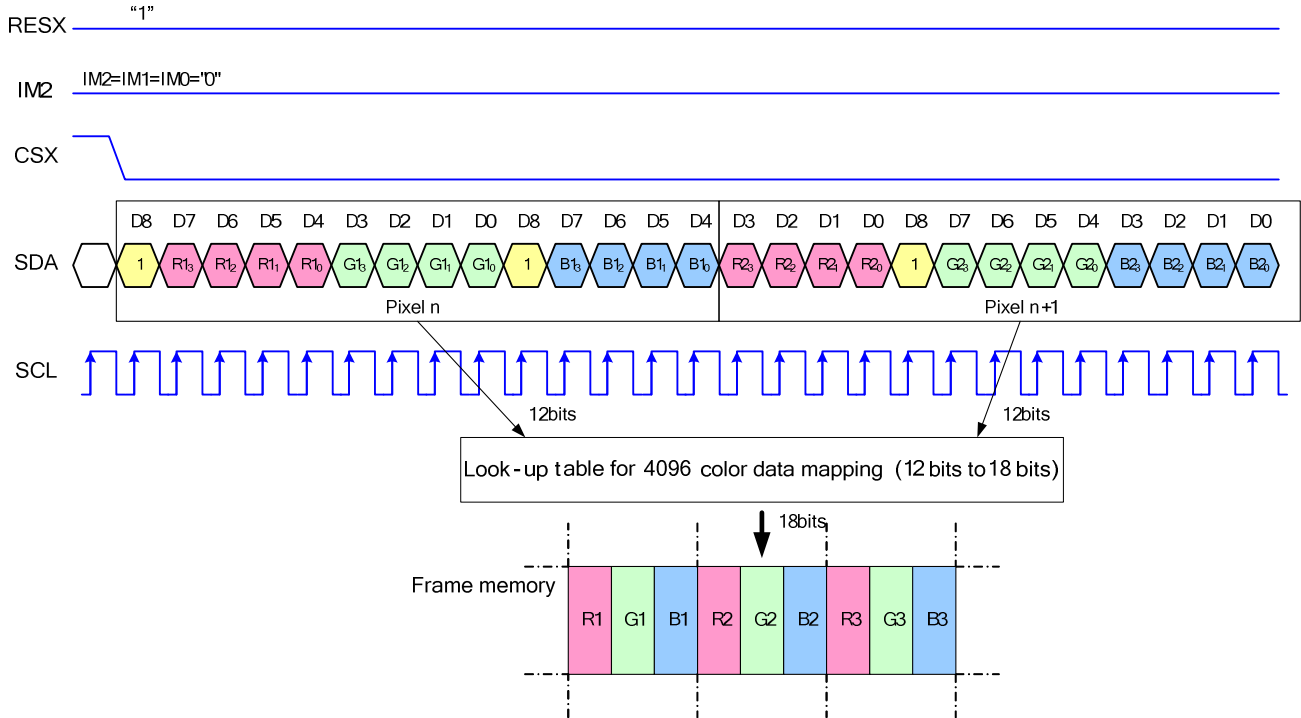 RESX "1"
IM2 IM2=IM1=IM0="0"
CSX
D8 D7 D6 D5 D4 D3 D2 D1 D0 D8 D7 D6 D5 D4 D3 D2 D1 D0 D8 D7 D6 D5 D4 D3 D2 D1 D0
SDA 1 R1₃ R1₂ R1₁ R1₀ G1₃ G1₂ G1₁ G1₀ 1 B1₃ B1₂ B1₁ B1₀ R2₃ R2₂ R2₁ R2₀ 1 G2₃ G2₂ G2₁ G2₀ B2₃ B2₂ B2₁ B2₀
Pixel n Pixel n+1
SCL
12bits 12bits
Look-up table for 4096 color data mapping (12 bits to 18 bits)
18bits
Frame memory
R1 G1 B1 R2 G2 B2 R3 G3 B3